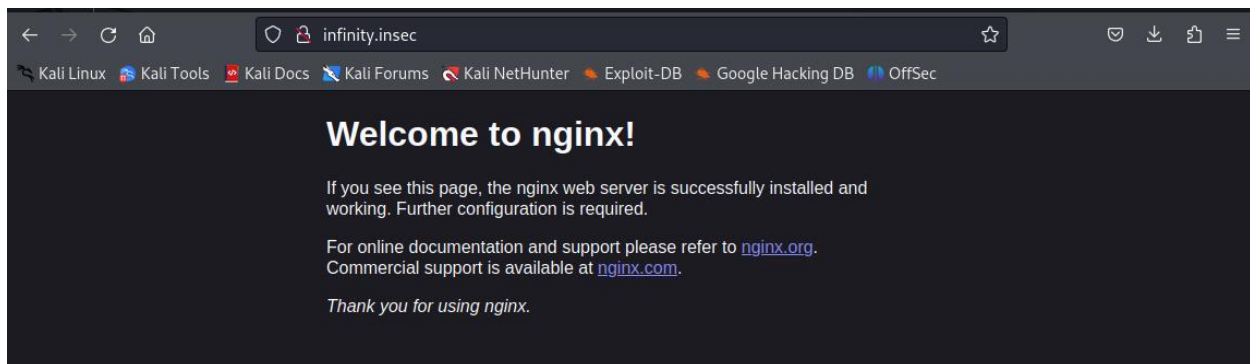 infinity.insec
Kali Linux Kali Tools Kali Docs Kali Forums Kali NetHunter Exploit-DB Google Hacking DB OffSec
Welcome to nginx!
If you see this page, the nginx web server is successfully installed and
working. Further configuration is required.
For online documentation and support please refer to nginx.org.
Commercial support is available at nginx.com.
Thank you for using nginx.